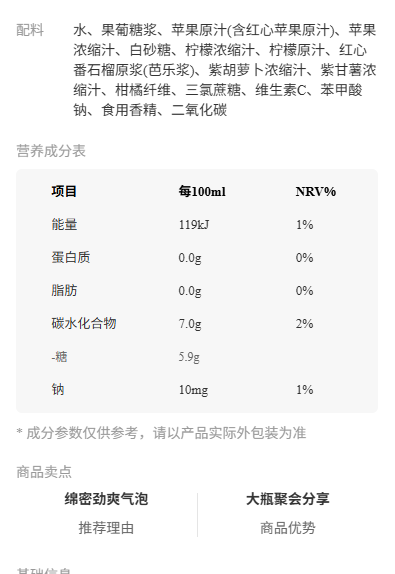 配料
水、果葡糖浆、苹果原汁(含红心苹果原汁)、苹果
浓缩汁、白砂糖、柠檬浓缩汁、柠檬原汁、红心
番石榴原浆(芭乐浆)、紫胡萝卜浓缩汁、紫甘薯浓
缩汁、柑橘纤维、三氯蔗糖、维生素C、苯甲酸
钠、食用香精、二氧化碳
营养成分表
项目 每100ml NRV%
能量 119kJ 1%
蛋白质 0.0g 0%
脂肪 0.0g 0%
碳水化合物 7.0g 2%
-糖 5.9g
钠 10mg 1%
* 成分参数仅供参考，请以产品实际外包装为准
商品卖点
绵密劲爽气泡 大瓶聚会分享
推荐理由 商品优势
基础信息